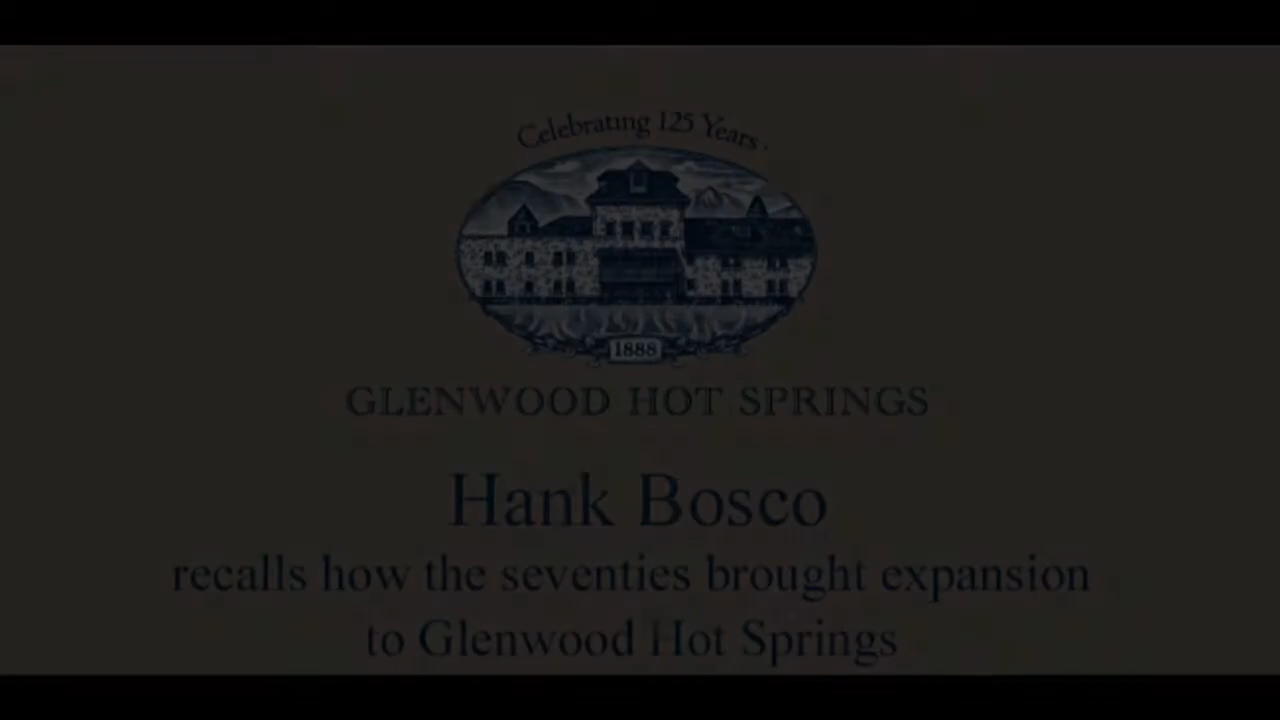 Celebrating 125 Years
1888
GLENWOOD HOT SPRINGS
Hank Bosco
recalls how the seventies brought expansion
to Glenwood Hot Springs